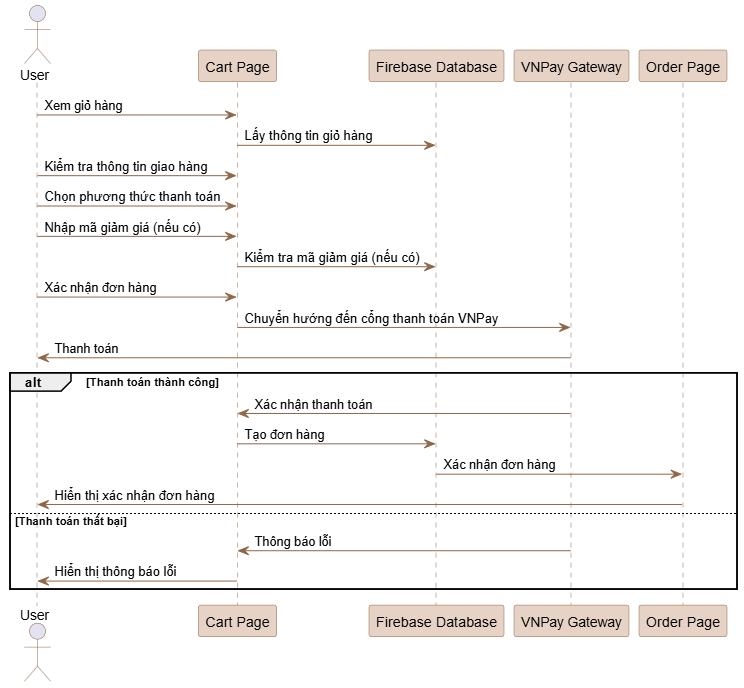 User
Cart Page
Firebase Database
VNPay Gateway
Order Page
Xem giỏ hàng
Lấy thông tin giỏ hàng
Kiểm tra thông tin giao hàng
Chọn phương thức thanh toán
Nhập mã giảm giá (nếu có)
Kiểm tra mã giảm giá (nếu có)
Xác nhận đơn hàng
Chuyển hướng đến cổng thanh toán VNPay
Thanh toán
alt [Thanh toán thành công]
Xác nhận thanh toán
Tạo đơn hàng
Xác nhận đơn hàng
Hiển thị xác nhận đơn hàng
[Thanh toán thất bại]
Thông báo lỗi
Hiển thị thông báo lỗi
User
Cart Page
Firebase Database
VNPay Gateway
Order Page